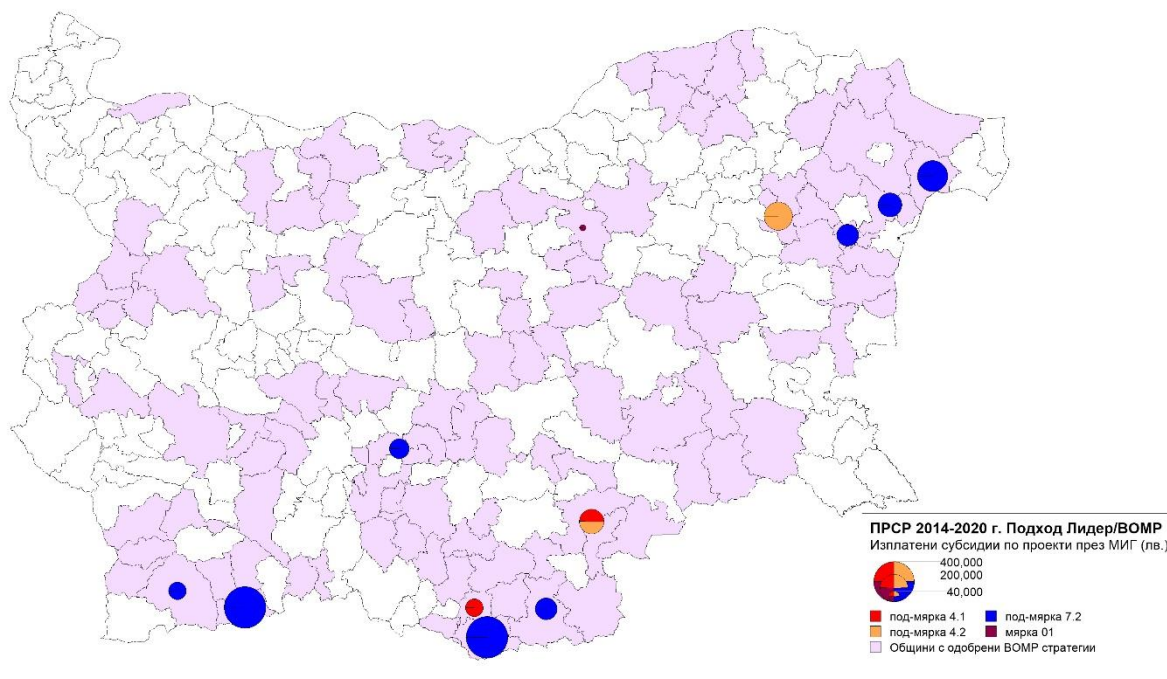 ПРСР 2014-2020 г. Подход Лидер/ВОМР
Изплатени субсидии по проекти през МИГ (лв.)
400,000
200,000
40,000
под-мярка 4.1
под-мярка 7.2
под-мярка 4.2
мярка 01
Общини с одобрени ВОМР стратегии